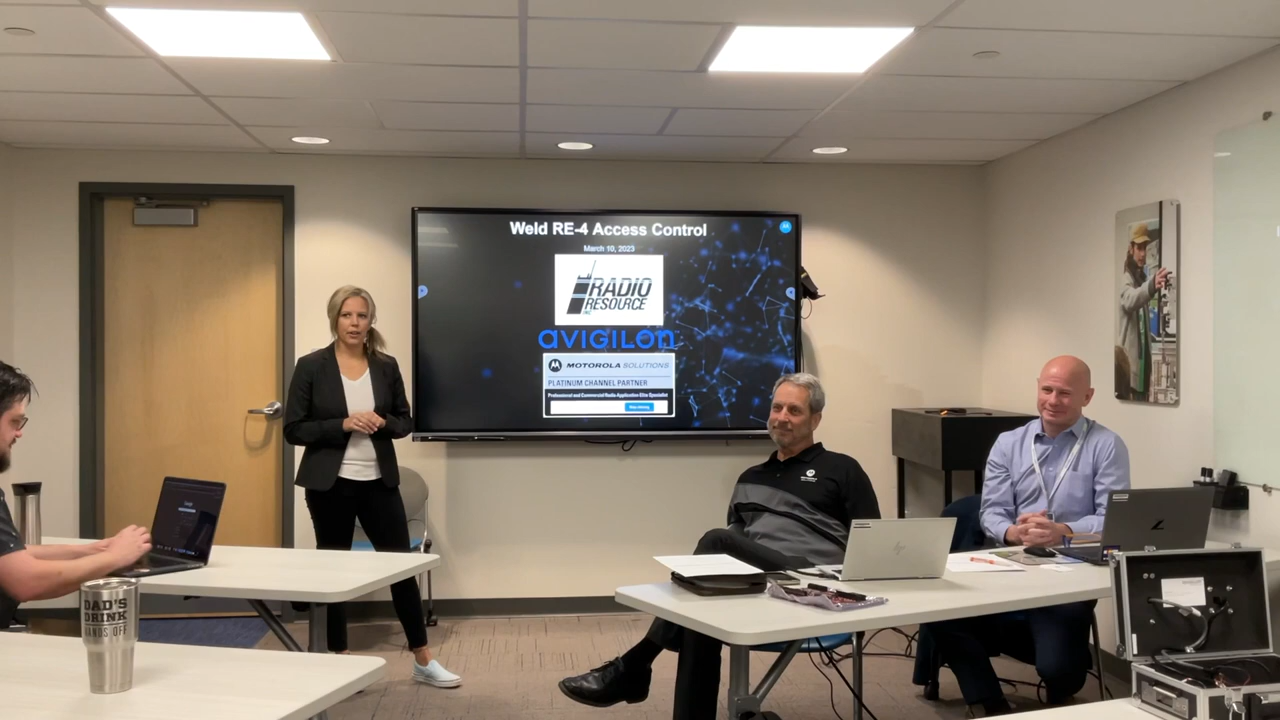 Weld RE-4 Access Control
March 10, 2023
RADIO
RESOURCE
INC
avigilon
MOTOROLA SOLUTIONS
PLATINUM CHANNEL PARTNER
Professional and Commercial Radio Application Elite Specialist
DAD'S
DRINK
HANDS OFF